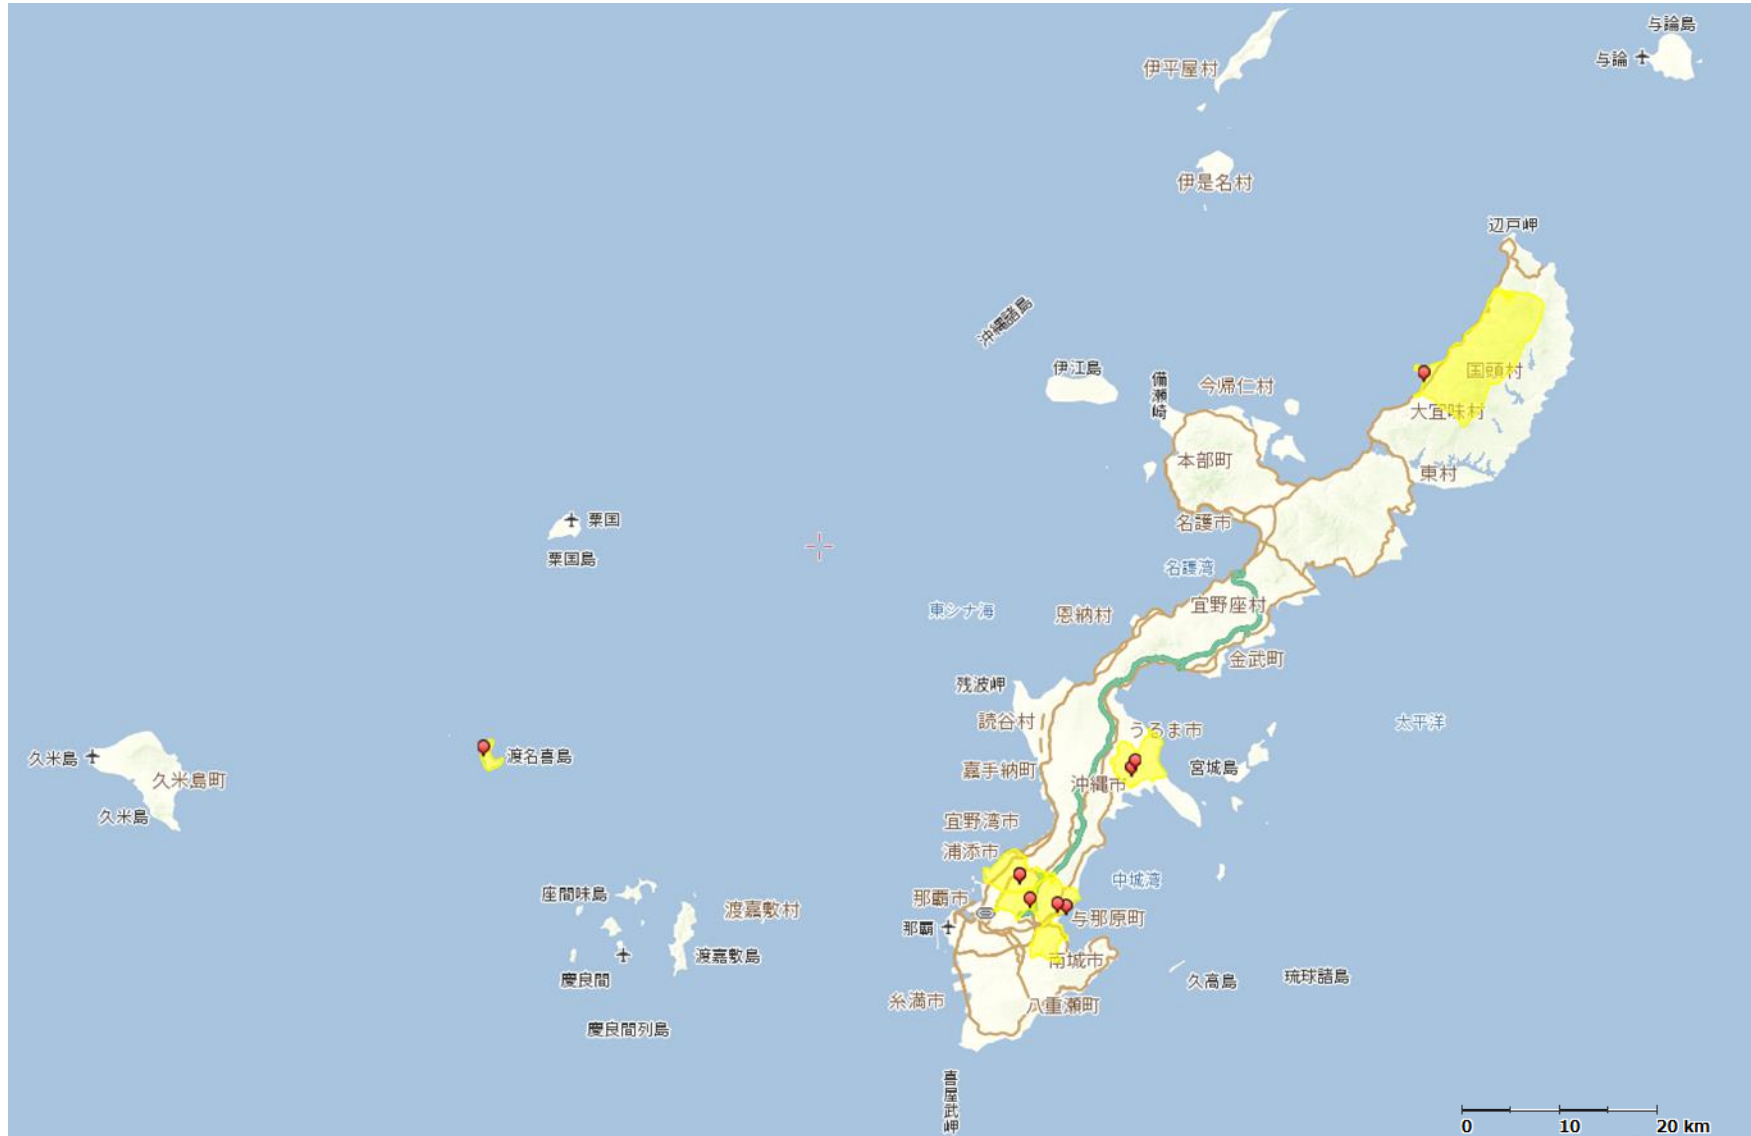 与論島
与論
伊平屋村
伊是名村
辺戸岬
沖縄諸島
伊江島
備瀬崎
今帰仁村
国頭村
大宜味村
本部町
東村
名護市
粟国
粟国島
名護湾
宜野座村
東シナ海
恩納村
金武町
残波岬
読谷村
うるま市
太平洋
久米島
渡名喜島
久米島町
嘉手納町
宮城島
沖縄市
久米島
宜野湾市
浦添市
中城湾
座間味島
那覇市
渡嘉敷村
与那原町
那覇
渡嘉敷島
南城市
慶良間
久高島
琉球諸島
糸満市
八重瀬町
慶良間列島
喜屋武岬
0 10 20 km